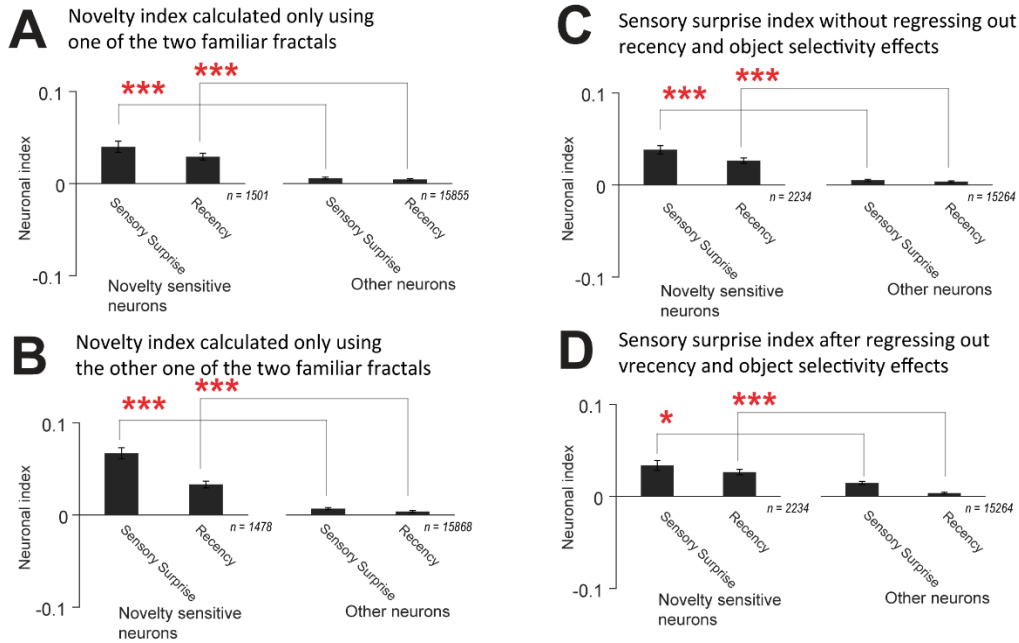 A
Novelty index calculated only using
one of the two familiar fractals
***
***
0.1
0
-0.1
Neuronal index
n = 1501
n = 15855
Sensory Surprise
Recency
Sensory Surprise
Recency
Novelty sensitive
neurons
Other neurons
B
Novelty index calculated only using
the other one of the two familiar fractals
***
***
0.1
0
-0.1
Neuronal index
n = 1478
n = 15868
Sensory Surprise
Recency
Sensory Surprise
Recency
Novelty sensitive
neurons
Other neurons
C
Sensory surprise index without regressing out
recency and object selectivity effects
***
***
0.1
0
-0.1
Neuronal index
n = 2234
n = 15264
Sensory Surprise
Recency
Sensory Surprise
Recency
Novelty sensitive
neurons
Other neurons
D
Sensory surprise index after regressing out
vrecency and object selectivity effects
*
***
0.1
0
-0.1
Neuronal index
n = 2234
n = 15264
Sensory Surprise
Recency
Sensory Surprise
Recency
Novelty sensitive
neurons
Other neurons